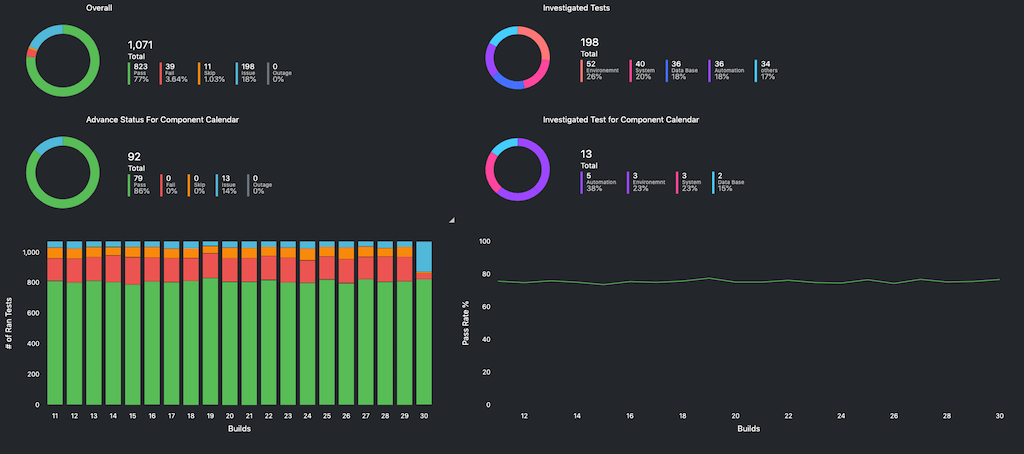 Overall
1,071
Total
823 39 11 198 0
Pass Fail Skip Issue Outage
77% 3.64% 1.03% 18% 0%
Investigated Tests
198
Total
52 40 36 36 34
Environemnt System Data Base Automation others
26% 20% 18% 18% 17%
Advance Status For Component Calendar
92
Total
79 0 0 13 0
Pass Fail Skip Issue Outage
86% 0% 0% 14% 0%
Investigated Test for Component Calendar
13
Total
5 3 3 2
Automation Environemnt System Data Base
38% 23% 23% 15%
# of Ran Tests
1,000
800
600
400
200
0
11 12 13 14 15 16 17 18 19 20 21 22 23 24 25 26 27 28 29 30
Builds
Pass Rate %
100
80
60
40
20
0
12 14 16 18 20 22 24 26 28 30
Builds